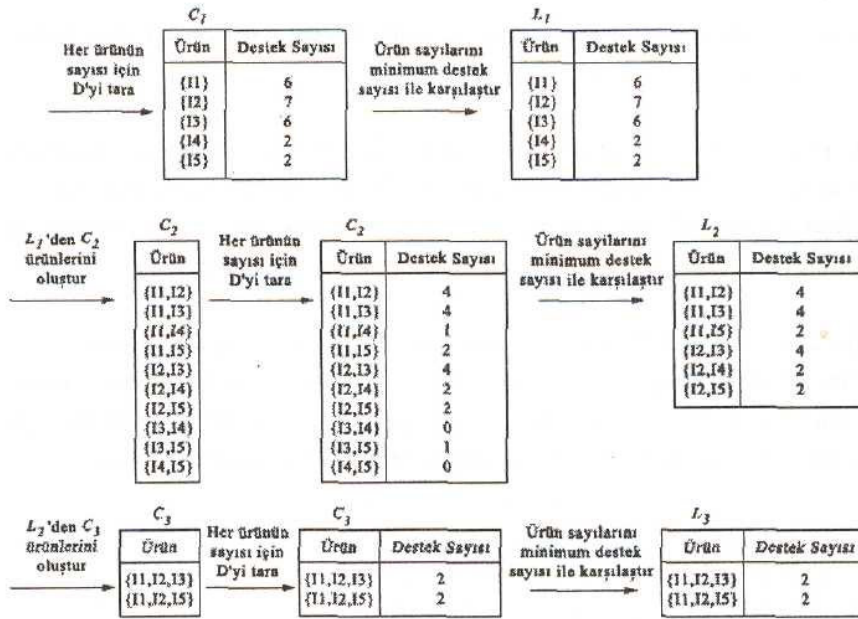 C1
L1
Her ürünün
sayısı için
D'yi tara
Ürün Destek Sayısı
{I1} 6
{I2} 7
{I3} 6
{I4} 2
{I5} 2
Ürün sayılarını
minimum destek
sayısı ile karşılaştır
Ürün Destek Sayısı
{I1} 6
{I2} 7
{I3} 6
{I4} 2
{I5} 2
L1'den C2
ürünlerini
oluştur
C2
Ürün
{I1,I2}
{I1,I3}
{I1,I4}
{I1,I5}
{I2,I3}
{I2,I4}
{I2,I5}
{I3,I4}
{I3,I5}
{I4,I5}
Her ürünün
sayısı için
D'yi tara
C2
Ürün Destek Sayısı
{I1,I2} 4
{I1,I3} 4
{I1,I4} 1
{I1,I5} 2
{I2,I3} 4
{I2,I4} 2
{I2,I5} 2
{I3,I4} 0
{I3,I5} 1
{I4,I5} 0
Ürün sayılarını
minimum destek
sayısı ile karşılaştır
L2
Ürün Destek Sayısı
{I1,I2} 4
{I1,I3} 4
{I1,I5} 2
{I2,I3} 4
{I2,I4} 2
{I2,I5} 2
L2'den C3
ürünlerini
oluştur
C3
Ürün
{I1,I2,I3}
{I1,I2,I5}
Her ürünün
sayısı için
D'yi tara
C3
Ürün Destek Sayısı
{I1,I2,I3} 2
{I1,I2,I5} 2
Ürün sayılarını
minimum destek
sayısı ile karşılaştır
L3
Ürün Destek Sayısı
{I1,I2,I3} 2
{I1,I2,I5} 2